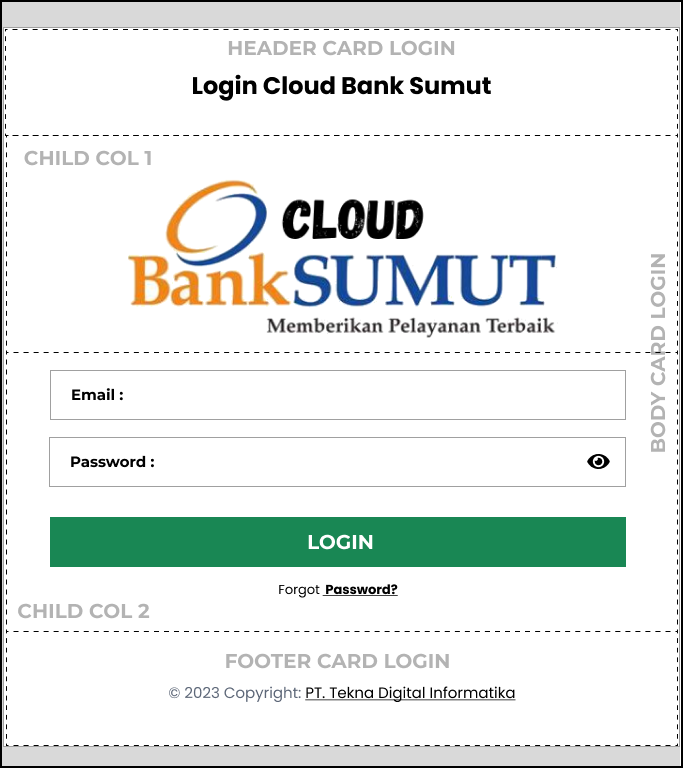 HEADER CARD LOGIN
Login Cloud Bank Sumut
CHILD COL 1
CLOUD
BankSUMUT
Memberikan Pelayanan Terbaik
BODY CARD LOGIN
Email :
Password :
LOGIN
Forgot Password?
CHILD COL 2
FOOTER CARD LOGIN
© 2023 Copyright: PT. Tekna Digital Informatika